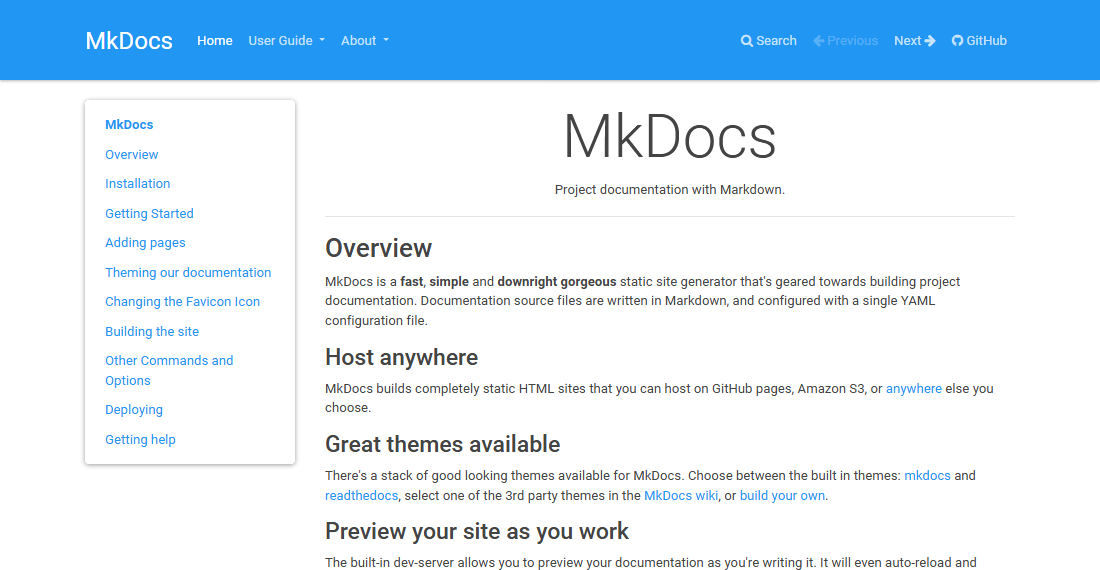 MkDocs Home User Guide About Search Previous Next GitHub
MkDocs
Overview
Installation
Getting Started
Adding pages
Theming our documentation
Changing the Favicon Icon
Building the site
Other Commands and
Options
Deploying
Getting help
MkDocs
Project documentation with Markdown.
Overview
MkDocs is a fast, simple and downright gorgeous static site generator that's geared towards building project
documentation. Documentation source files are written in Markdown, and configured with a single YAML
configuration file.
Host anywhere
MkDocs builds completely static HTML sites that you can host on GitHub pages, Amazon S3, or anywhere else you
choose.
Great themes available
There's a stack of good looking themes available for MkDocs. Choose between the built in themes: mkdocs and
readthedocs, select one of the 3rd party themes in the MkDocs wiki, or build your own.
Preview your site as you work
The built-in dev-server allows you to preview your documentation as you're writing it. It will even auto-reload and